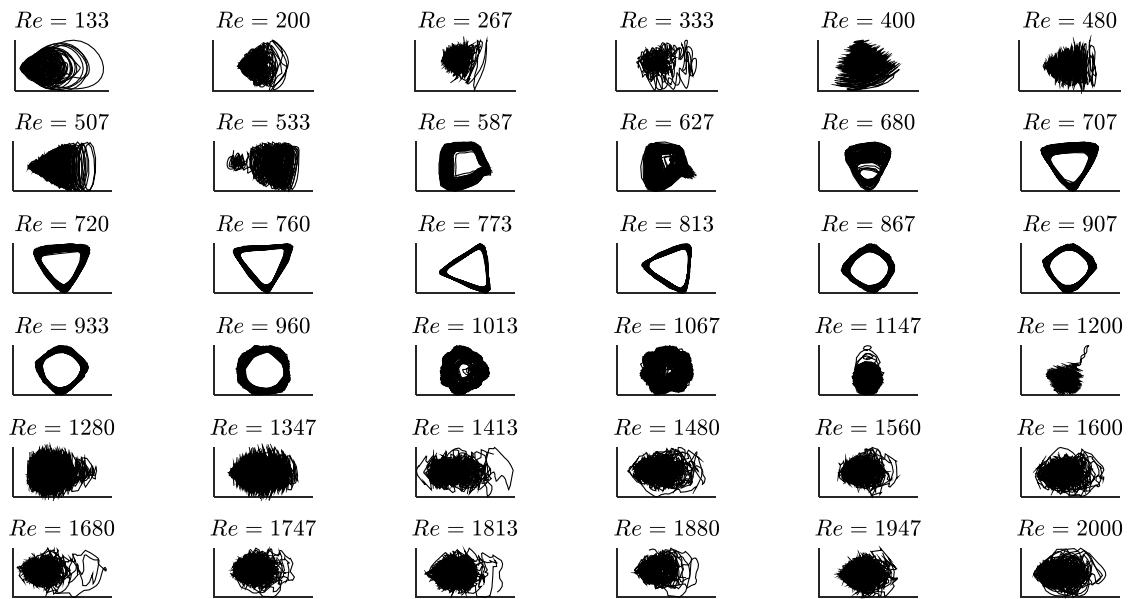 Re = 133 Re = 200 Re = 267 Re = 333 Re = 400 Re = 480
Re = 507 Re = 533 Re = 587 Re = 627 Re = 680 Re = 707
Re = 720 Re = 760 Re = 773 Re = 813 Re = 867 Re = 907
Re = 933 Re = 960 Re = 1013 Re = 1067 Re = 1147 Re = 1200
Re = 1280 Re = 1347 Re = 1413 Re = 1480 Re = 1560 Re = 1600
Re = 1680 Re = 1747 Re = 1813 Re = 1880 Re = 1947 Re = 2000